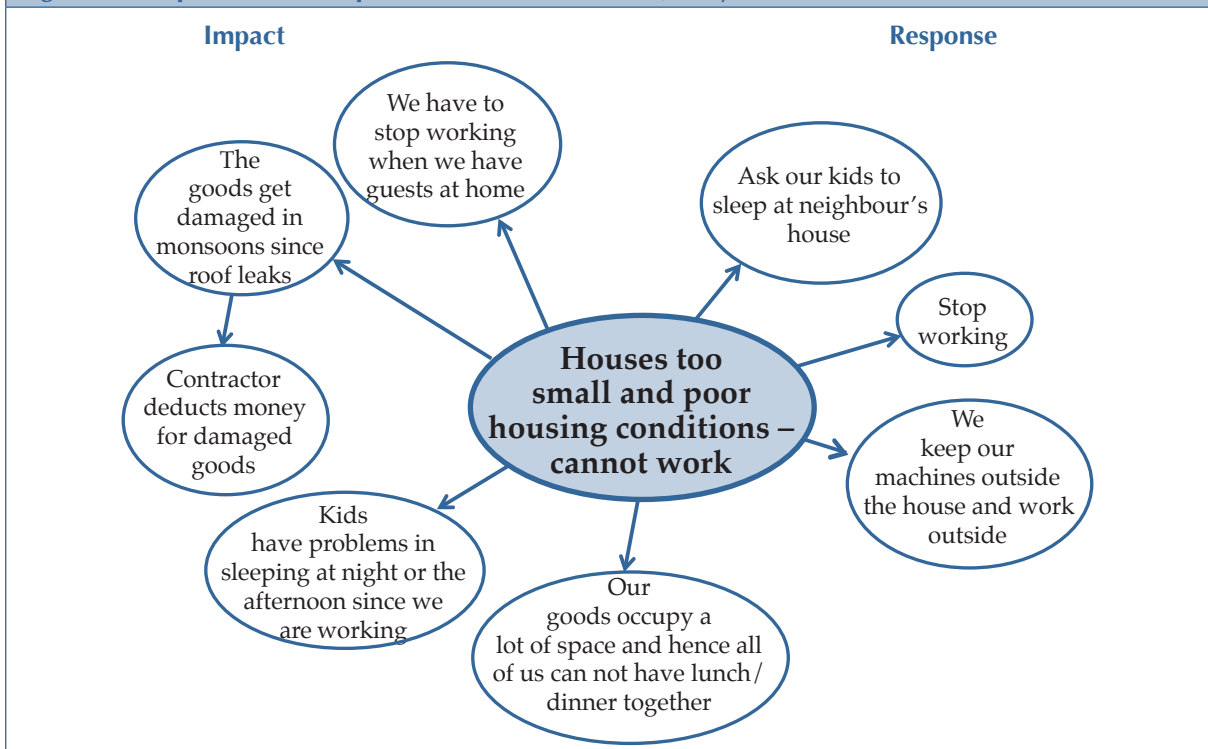 Impact
Response
We have to
stop working
when we have
guests at home
The
goods get
damaged in
monsoons since
roof leaks
Ask our kids to
sleep at neighbour's
house
Stop
working
Houses too
small and poor
housing conditions –
cannot work
Contractor
deducts money
for damaged
goods
We
keep our
machines outside
the house and work
outside
Kids
have problems in
sleeping at night or the
afternoon since we
are working
Our
goods occupy a
lot of space and hence all
of us can not have lunch/
dinner together